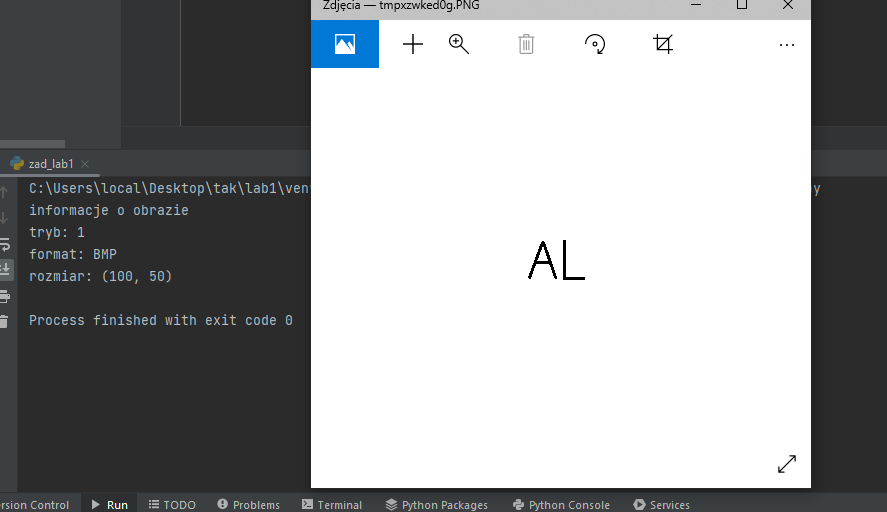 Zdjęcia — tmpxzwked0g.PNG
AL
zad_lab1
C:\Users\local\Desktop\tak\lab1\ven
y
informacje o obrazie
tryb: 1
format: BMP
rozmiar: (100, 50)
Process finished with exit code 0
rsion Control Run TODO Problems Terminal Python Packages Python Console Services